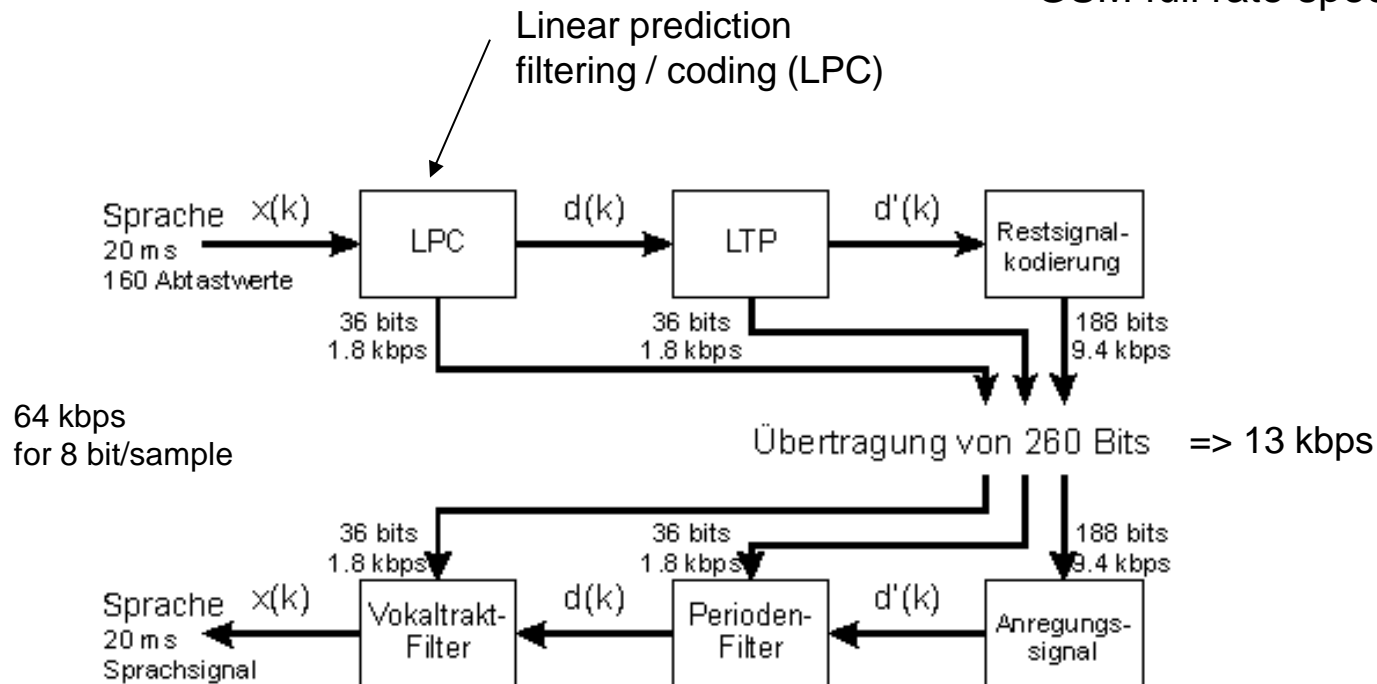 Linear prediction
filtering / coding (LPC)
Sprache
20 ms
160 Abtastwerte
x(k)
LPC
d(k)
LTP
d'(k)
Restsignal-
kodierung
36 bits
1.8 kbps
36 bits
1.8 kbps
188 bits
9.4 kbps
64 kbps
for 8 bit/sample
Übertragung von 260 Bits => 13 kbps
36 bits
1.8 kbps
36 bits
1.8 kbps
188 bits
9.4 kbps
Sprache
20 ms
Sprachsignal
x(k)
Vokaltrakt-
Filter
d(k)
Perioden-
Filter
d'(k)
Anregungs-
signal